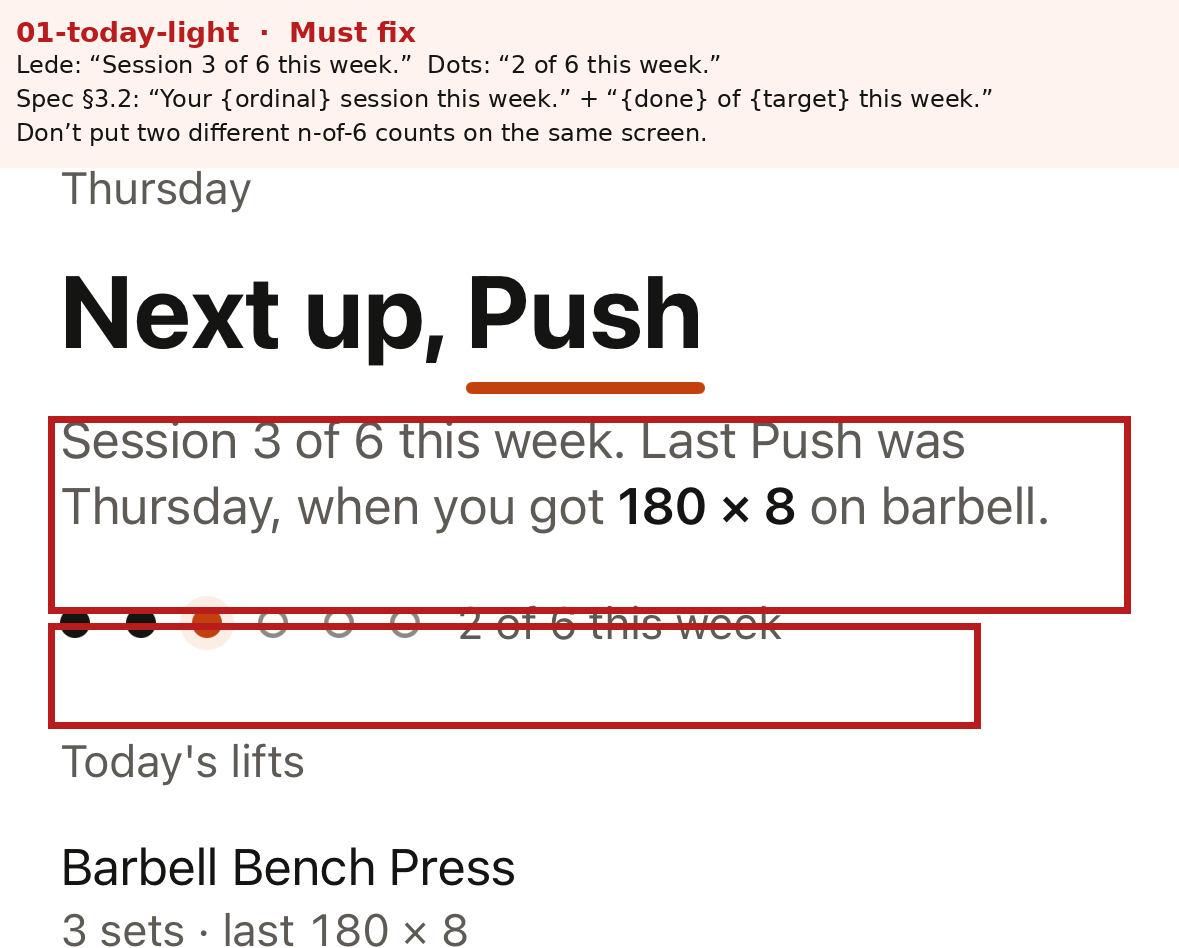 01-today-light · Must fix
Lede: “Session 3 of 6 this week.” Dots: “2 of 6 this week.”
Spec §3.2: “Your {ordinal} session this week.” + “{done} of {target} this week.”
Don’t put two different n-of-6 counts on the same screen.
Thursday
Next up, Push
Session 3 of 6 this week. Last Push was
Thursday, when you got 180 × 8 on barbell.
2 of 6 this week
Today's lifts
Barbell Bench Press
3 sets · last 180 × 8